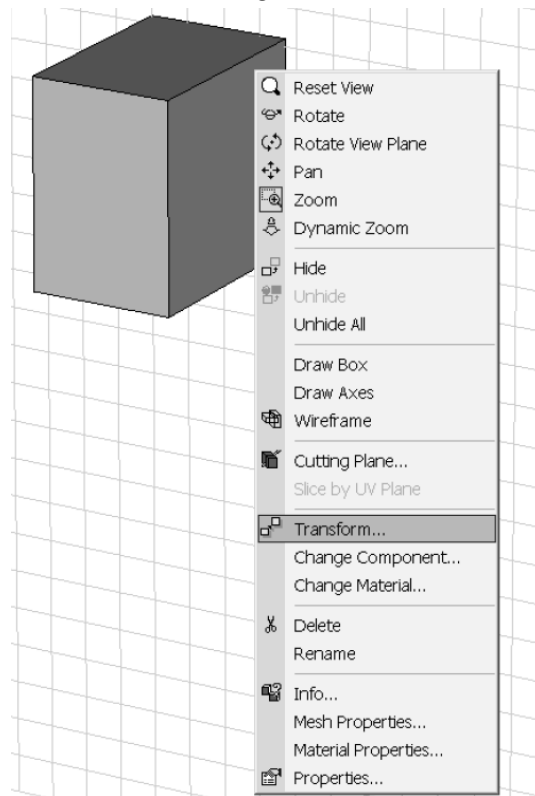 Reset View
Rotate
Rotate View Plane
Pan
Zoom
Dynamic Zoom
Hide
Unhide
Unhide All
Draw Box
Draw Axes
Wireframe
Cutting Plane...
Slice by UV Plane
Transform...
Change Component...
Change Material...
Delete
Rename
Info...
Mesh Properties...
Material Properties...
Properties...